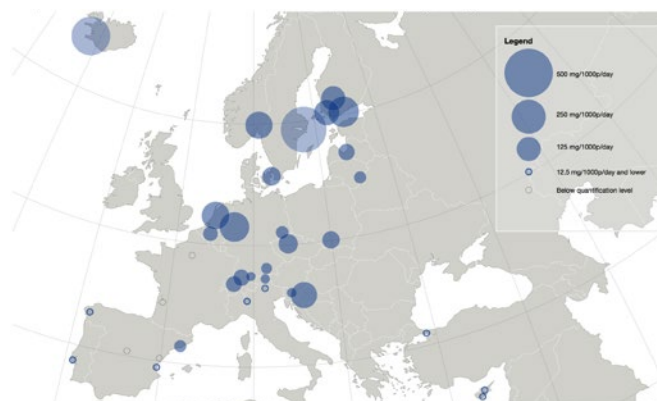 Legend
500 mg/1000p/day
250 mg/1000p/day
125 mg/1000p/day
12.5 mg/1000p/day and lower
Below quantification level